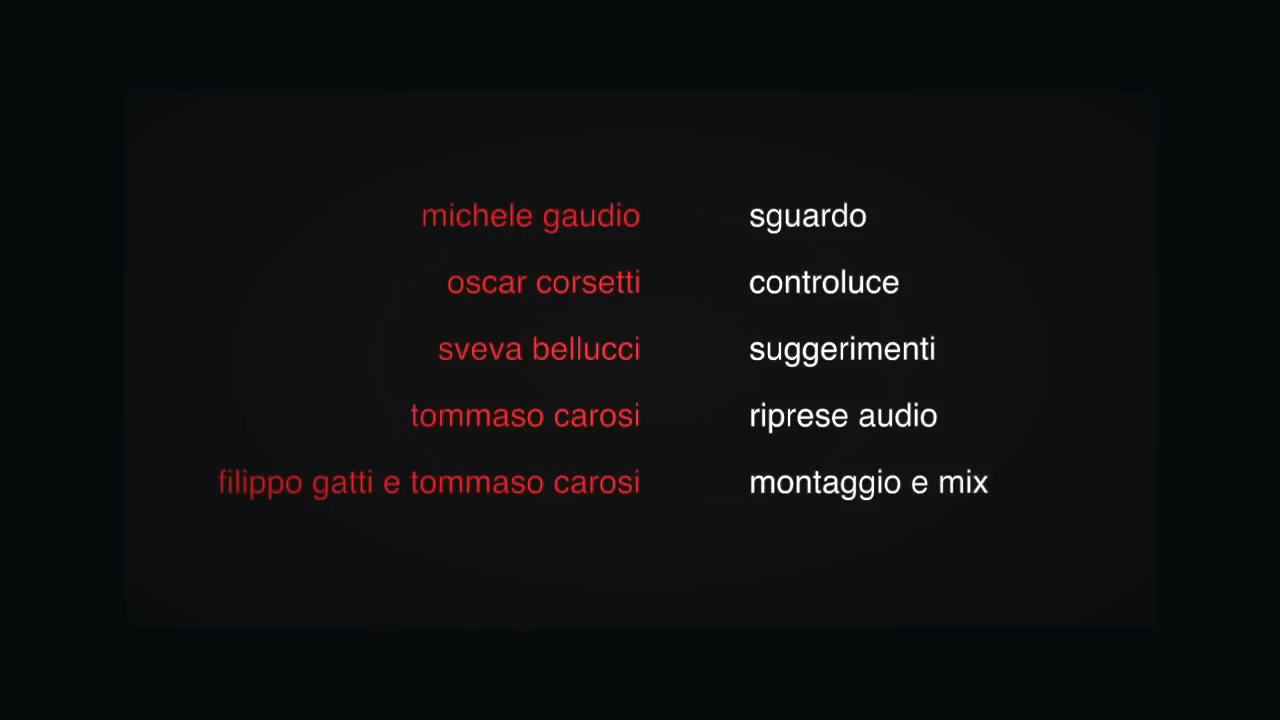 michele gaudio sguardo
oscar corsetti controluce
sveva bellucci suggerimenti
tommaso carosi riprese audio
filippo gatti e tommaso carosi montaggio e mix